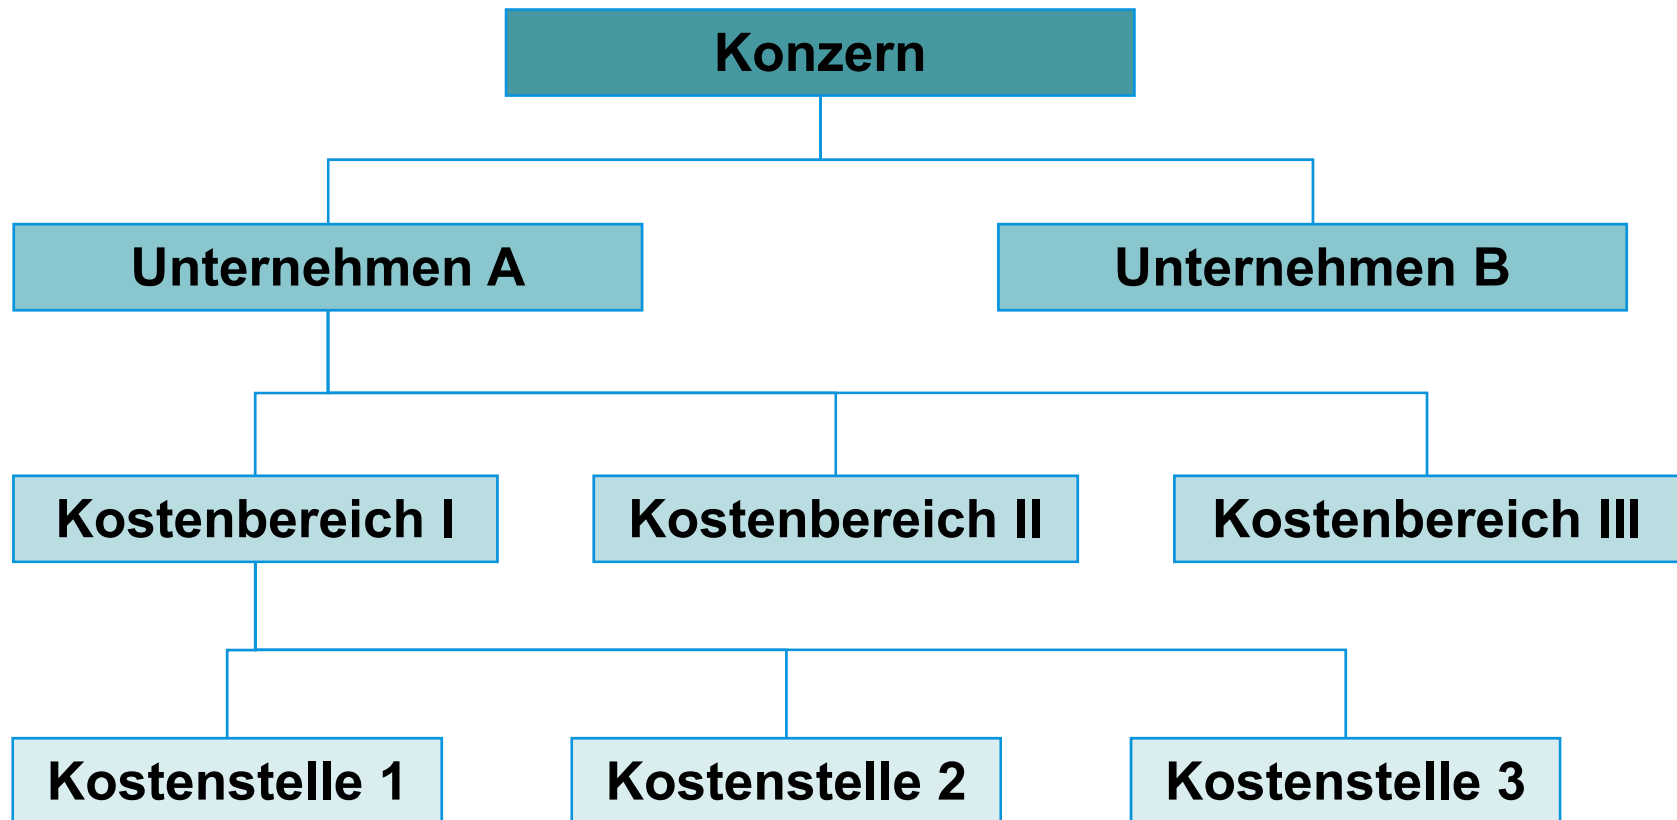 Konzern
Unternehmen A
Unternehmen B
Kostenbereich I
Kostenbereich II
Kostenbereich III
Kostenstelle 1
Kostenstelle 2
Kostenstelle 3